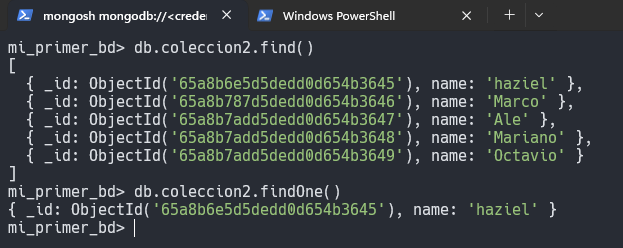 mongosh mongodb://<creder
Windows PowerShell
mi_primer_bd> db.coleccion2.find()
[
  { _id: ObjectId('65a8b6e5d5dedd0d654b3645'), name: 'haziel' },
  { _id: ObjectId('65a8b787d5dedd0d654b3646'), name: 'Marco' },
  { _id: ObjectId('65a8b7add5dedd0d654b3647'), name: 'Ale' },
  { _id: ObjectId('65a8b7add5dedd0d654b3648'), name: 'Mariano' },
  { _id: ObjectId('65a8b7add5dedd0d654b3649'), name: 'Octavio' }
]
mi_primer_bd> db.coleccion2.findOne()
{ _id: ObjectId('65a8b6e5d5dedd0d654b3645'), name: 'haziel' }
mi_primer_bd>